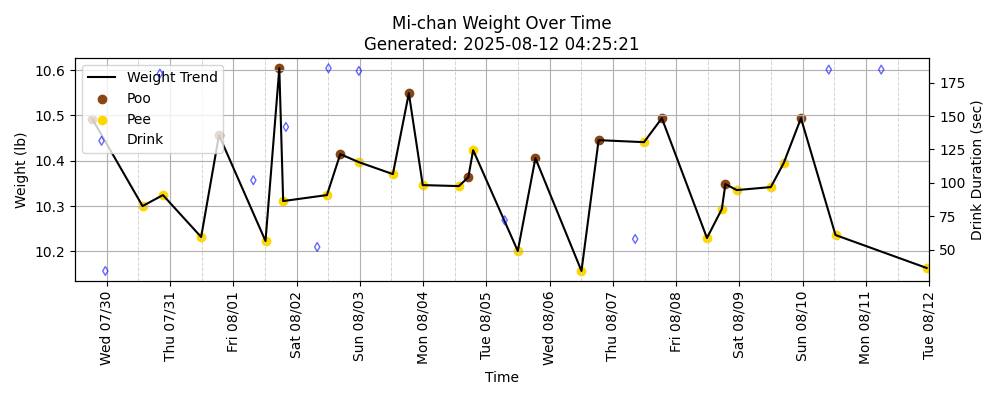 Mi-chan Weight Over Time
Generated: 2025-08-12 04:25:21
Weight Trend
Poo
Pee
Drink
Weight (lb)
10.6
10.5
10.4
10.3
10.2
175
150
125
100
75
50
Drink Duration (sec)
Wed 07/30
Thu 07/31
Fri 08/01
Sat 08/02
Sun 08/03
Mon 08/04
Tue 08/05
Wed 08/06
Thu 08/07
Fri 08/08
Sat 08/09
Sun 08/10
Mon 08/11
Tue 08/12
Time